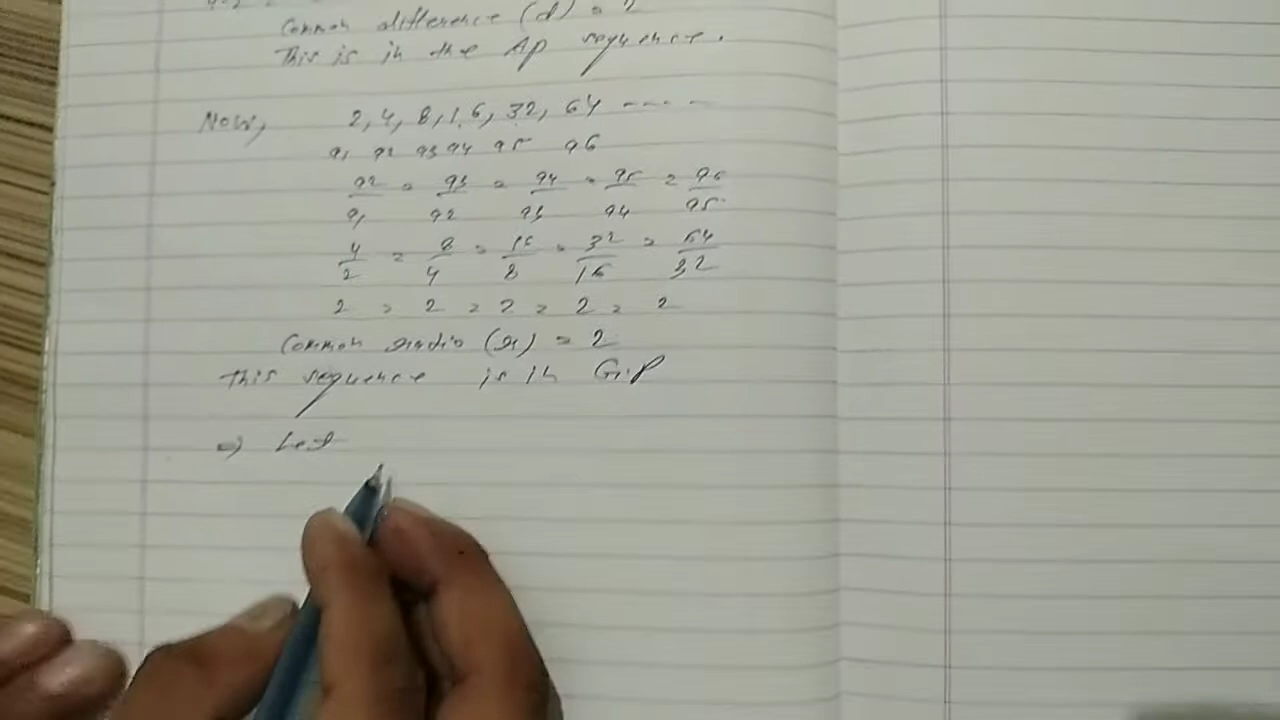 Common difference (d) = 2
This is in the AP sequence.
Now, 2, 4, 8, 16, 32, 64 ----
a1 a2 a3 a4 a5 a6
a2/a1 = a3/a2 = a4/a3 = a5/a4 = a6/a5
4/2 = 8/4 = 16/8 = 32/16 = 64/32
2 = 2 = 2 = 2 = 2
Common radio (r) = 2
This sequence is in G.P
=) Let